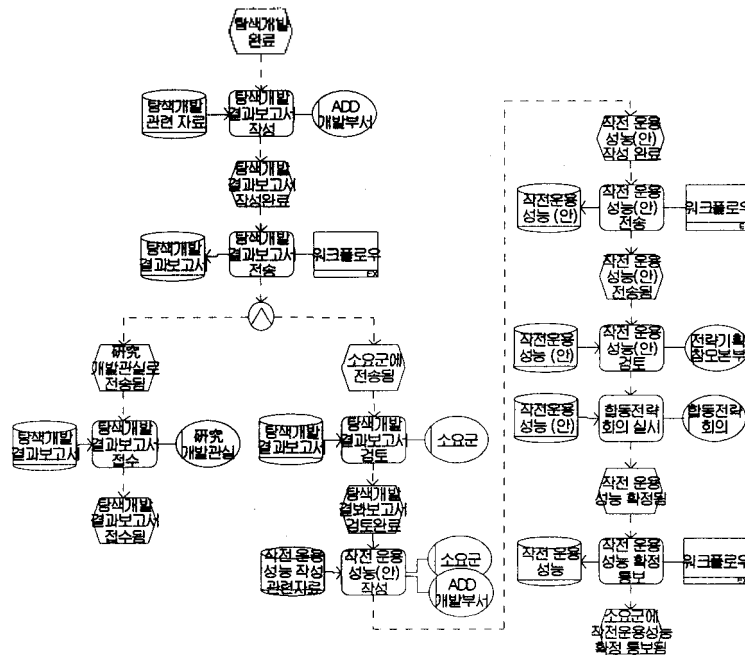 탐색개발
완료
탐색개발
관련 자료
탐색개발
결과보고서
작성
ADD
개발부서
탐색개발
결과보고서
작성완료
탐색개발
결과보고서
탐색개발
결과보고서
전송
워크플로우
EX
研究
개발관실로
전송됨
탐색개발
결과보고서
탐색개발
결과보고서
접수
研究
개발관실
탐색개발
결과보고서
접수됨
소요군에
전송됨
탐색개발
결과보고서
탐색개발
결과보고서
검토
소요군
탐색개발
결봐보고서
검토완료
작전 운용
성능 작성
관련자료
작전 운용
성능(안)
작성
소요군
ADD
개발부서
작전 운용
성능(안)
작성 완료
작전운용
성능 (안)
작전 운용
성능(안)
전송
워크플로우
작전 운용
성능(안)
전송됨
작전운용
성능 (안)
작전 운용
성능(안)
검토
전략기획
참모본부
작전운용
성능 (안)
합동전략
회의 실시
합동전략
회의
작전 운용
성능 확정됨
작전 운용
성능
작전 운용
성능 확정
통보
워크플로우
소요군에
작전운용성능
확정 통보됨